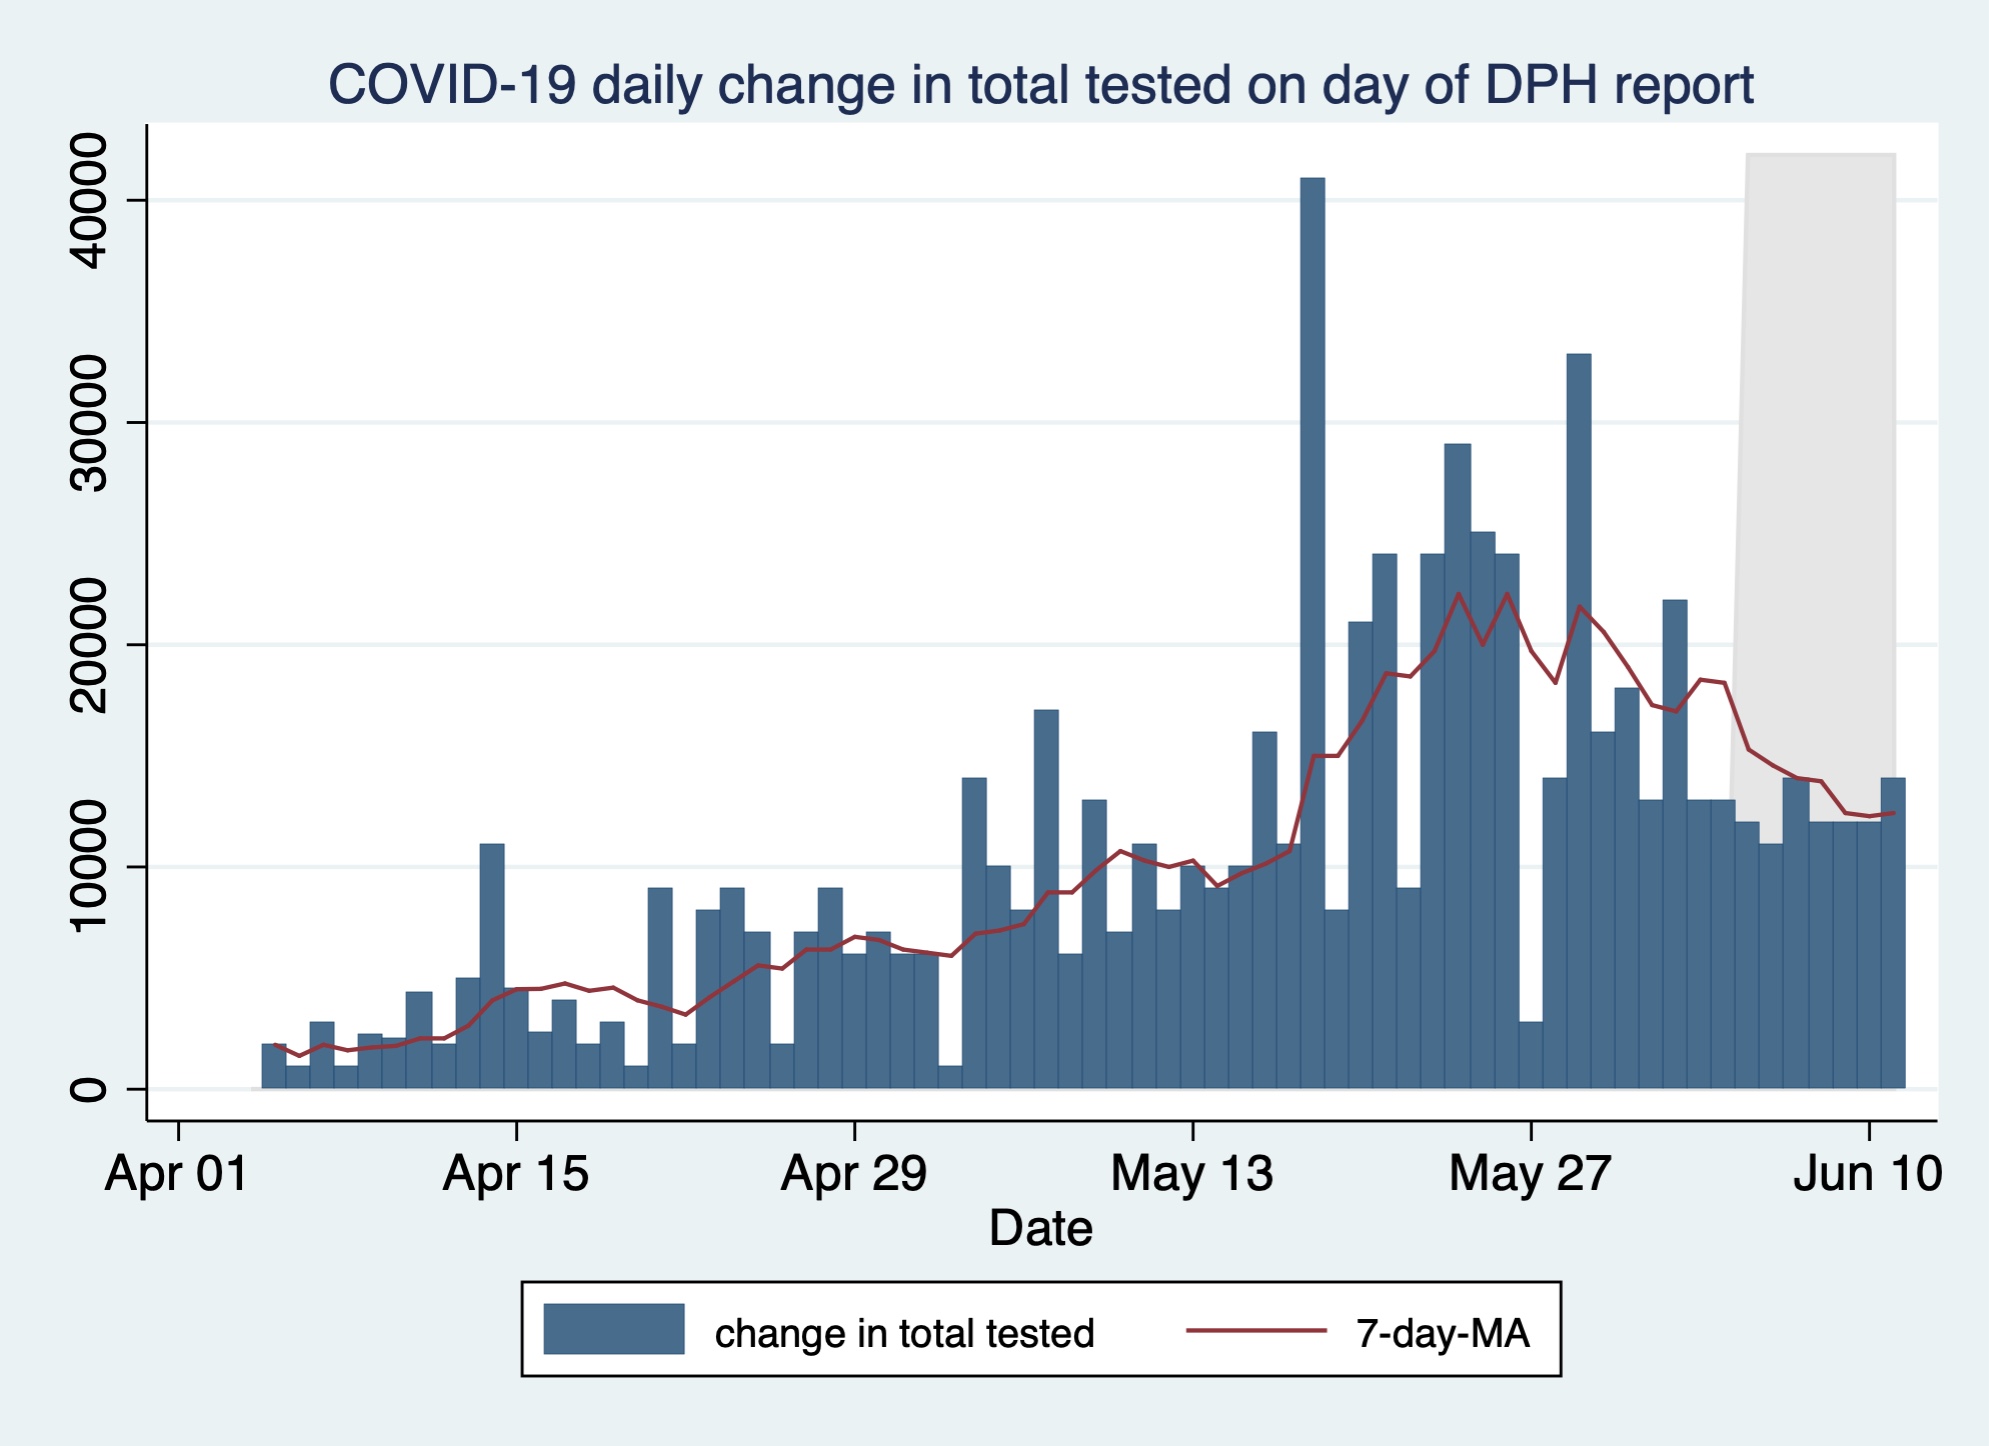 COVID-19 daily change in total tested on day of DPH report
40000
30000
20000
10000
0
Apr 01 Apr 15 Apr 29 May 13 May 27 Jun 10
Date
change in total tested 7-day-MA